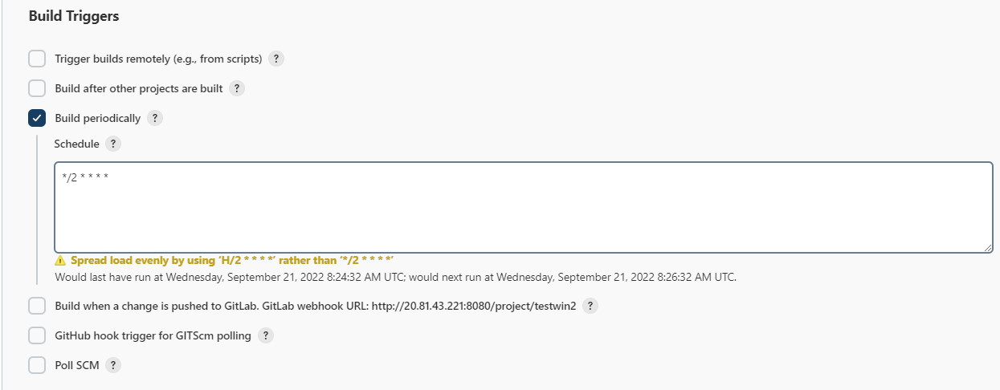 Build Triggers
Trigger builds remotely (e.g., from scripts) ?
Build after other projects are built ?
Build periodically ?
Schedule ?
*/2 * * * *
Spread load evenly by using ‘H/2 * * * *’ rather than ‘*/2 * * * *’
Would last have run at Wednesday, September 21, 2022 8:24:32 AM UTC; would next run at Wednesday, September 21, 2022 8:26:32 AM UTC.
Build when a change is pushed to GitLab. GitLab webhook URL: http://20.81.43.221:8080/project/testwin2 ?
GitHub hook trigger for GITScm polling ?
Poll SCM ?